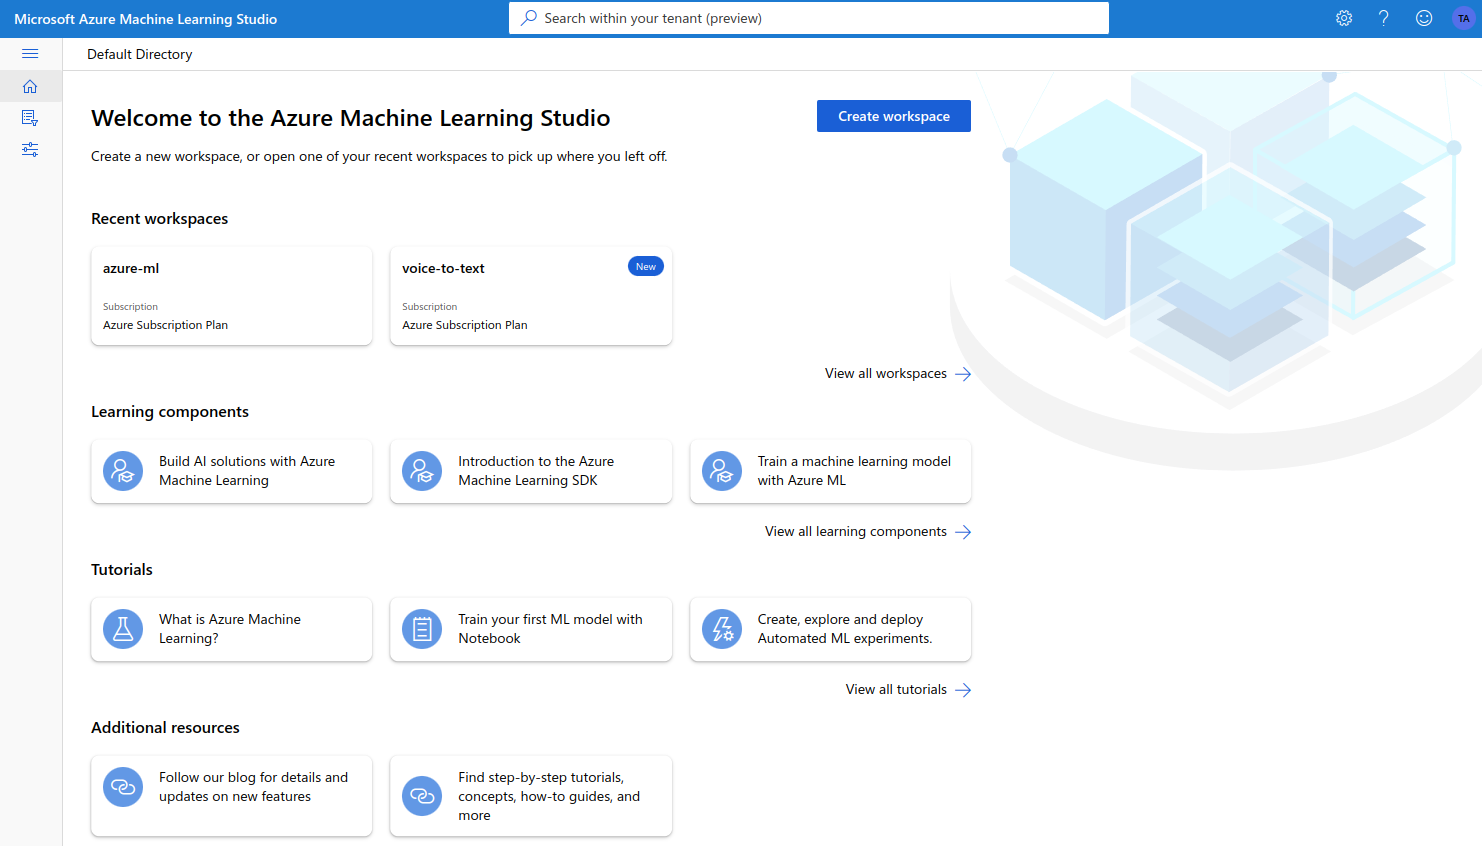 Microsoft Azure Machine Learning Studio
Search within your tenant (preview)
TA
Default Directory
Welcome to the Azure Machine Learning Studio
Create workspace
Create a new workspace, or open one of your recent workspaces to pick up where you left off.
Recent workspaces
azure-ml
Subscription
Azure Subscription Plan
voice-to-text
New
Subscription
Azure Subscription Plan
View all workspaces
Learning components
Build AI solutions with Azure
Machine Learning
Introduction to the Azure
Machine Learning SDK
Train a machine learning model
with Azure ML
View all learning components
Tutorials
What is Azure Machine
Learning?
Train your first ML model with
Notebook
Create, explore and deploy
Automated ML experiments.
View all tutorials
Additional resources
Follow our blog for details and
updates on new features
Find step-by-step tutorials,
concepts, how-to guides, and
more